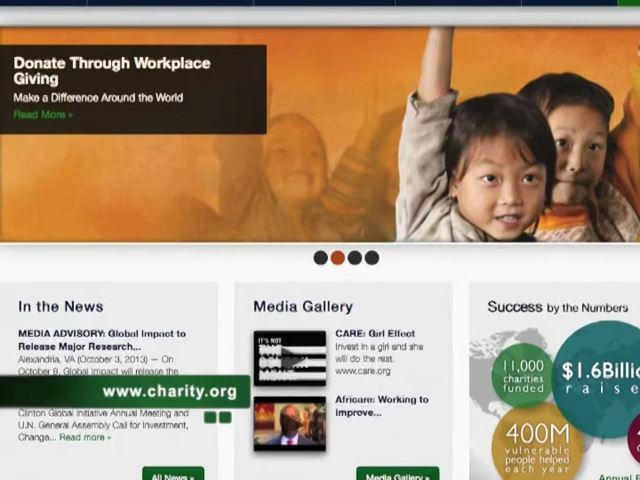 Donate Through Workplace
Giving
Make a Difference Around the World
Read More »
In the News
MEDIA ADVISORY: Global Impact to
Release Major Research...
Alexandria, VA (October 3, 2013) — On
October 9, Global Impact will release the
www.charity.org
Clinton Global Initiative Annual Meeting and
U.N. General Assembly Call for Investment,
Change... Read more »
All News »
Media Gallery
IT'S NOT
CARE: Girl Effect
Invest in a girl and she
will do the rest.
www.care.org
Africare: Working to
improve...
Media Gallery »
Success by the Numbers
11,000
charities
funded
$1.6Billio
raise
400M
vulnerable
people helped
each year
Annual